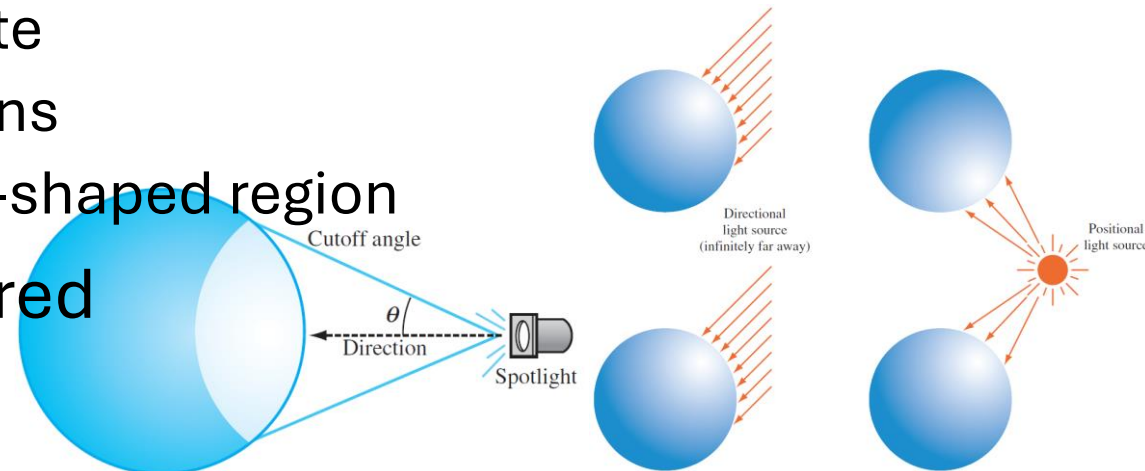 te
ns
-shaped region
red
Cutoff angle
θ
Direction
Spotlight
Directional
light source
(infinitely far away)
Positional
light source